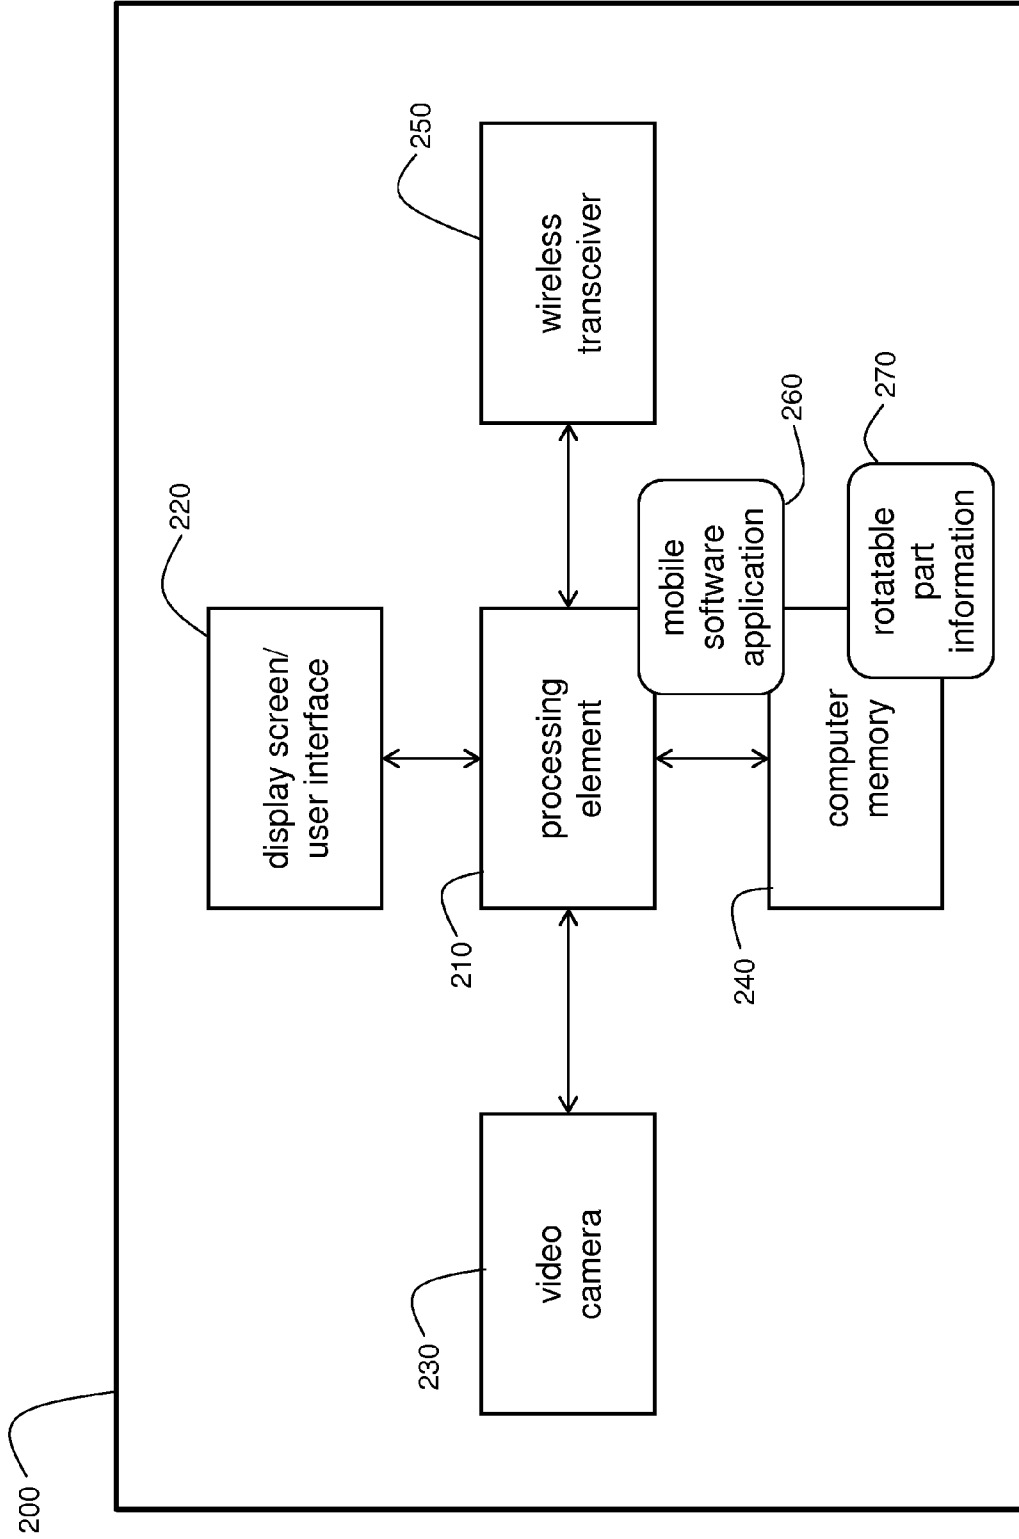 200
220
display screen/
user interface
230
video
camera
210
processing
element
250
wireless
transceiver
mobile
software
application
260
240
computer
memory
rotatable
part
information
270